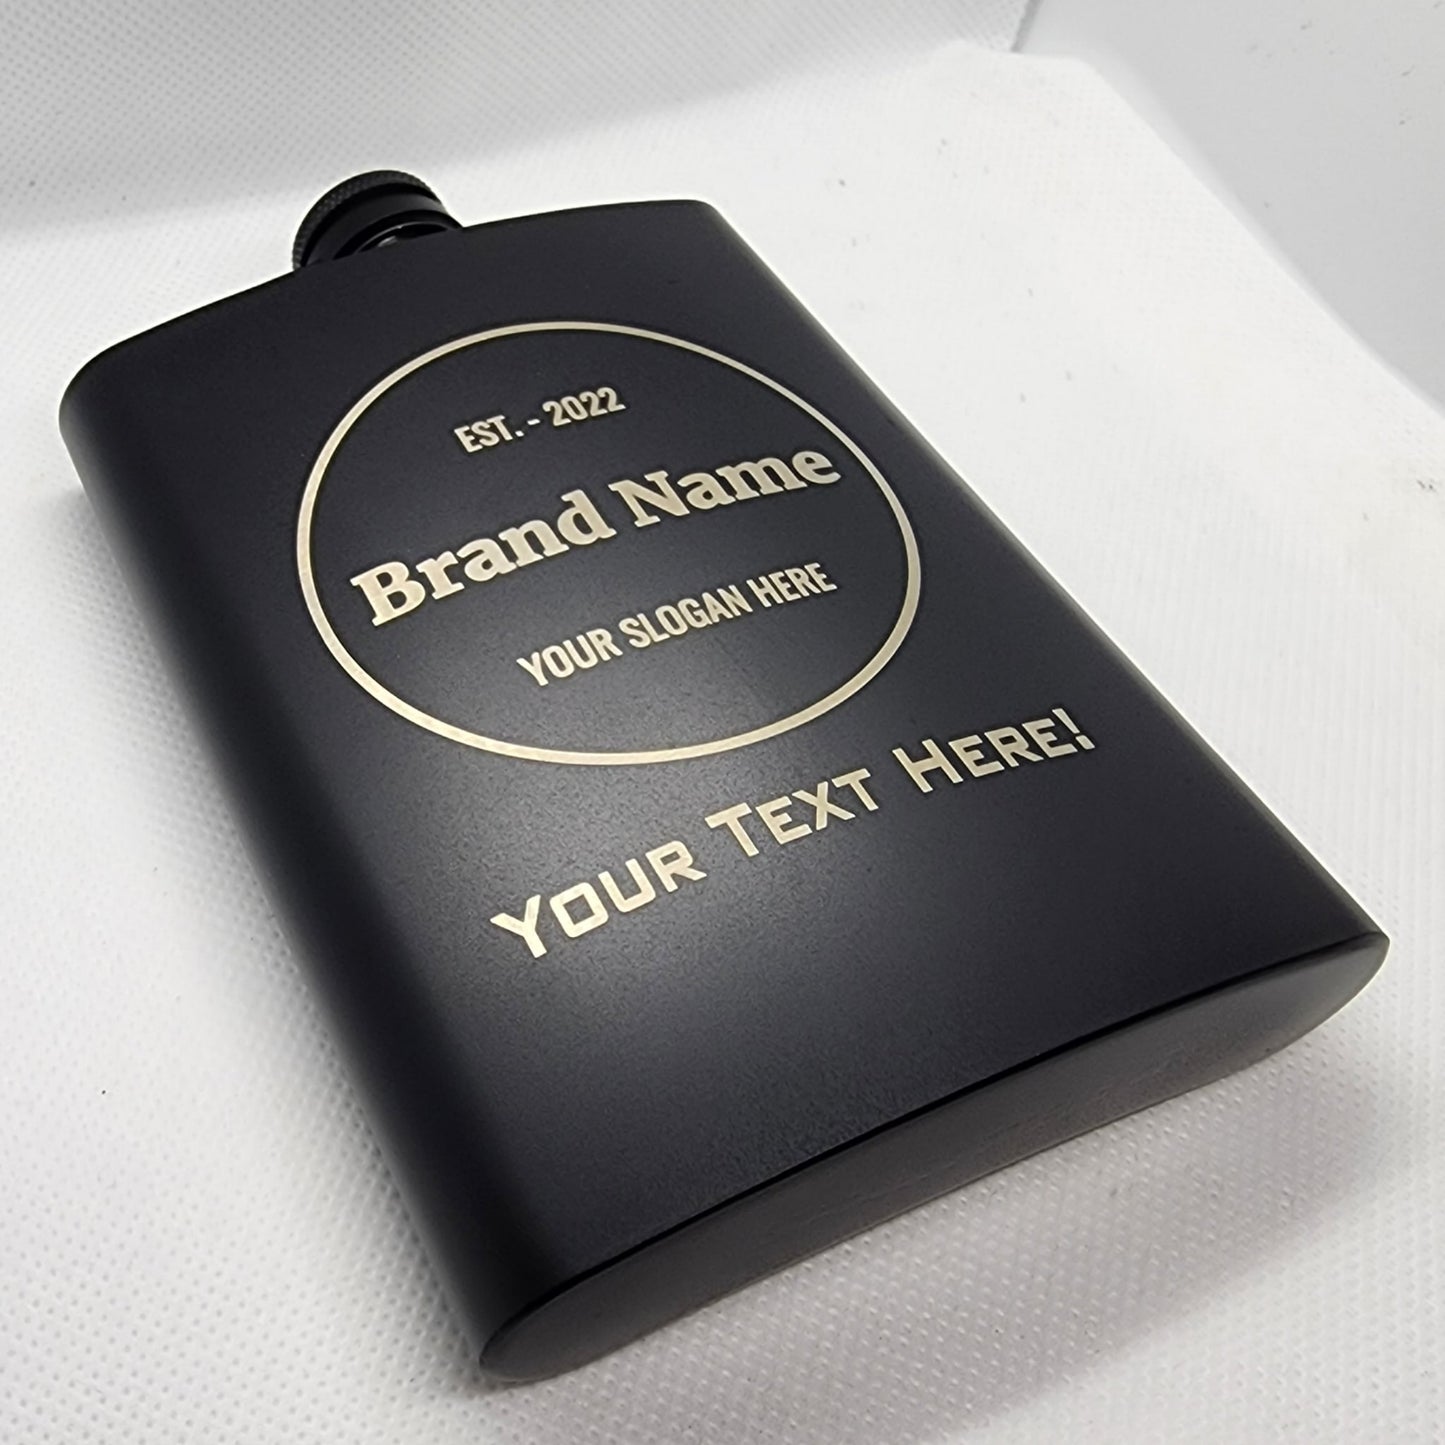 EST. - 2022
Brand Name
YOUR SLOGAN HERE
YOUR TEXT HERE!